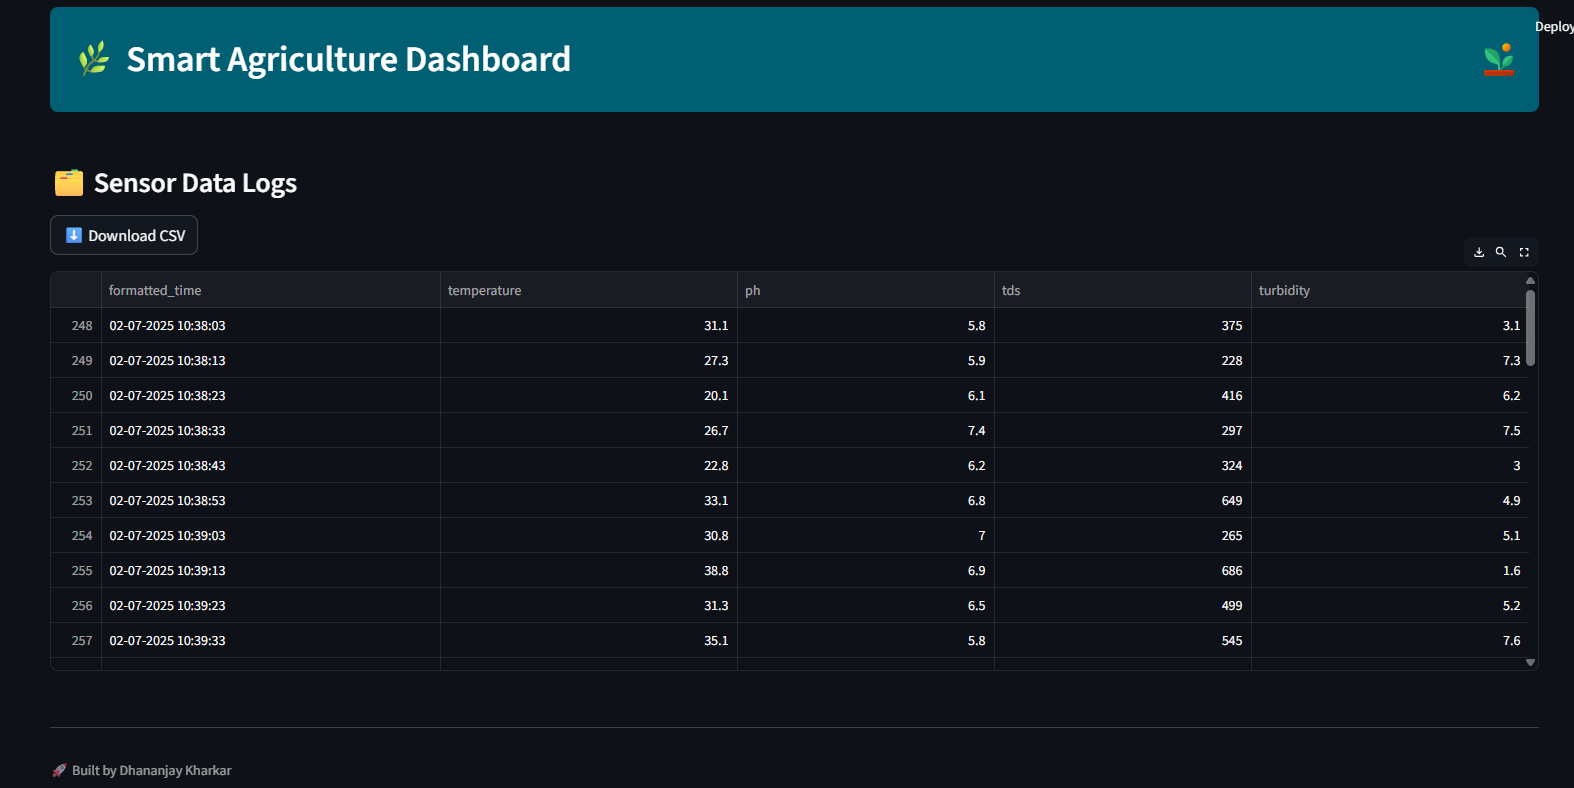 Deploy
Smart Agriculture Dashboard
Sensor Data Logs
Download CSV
formatted_time temperature ph tds turbidity
248 02-07-2025 10:38:03 31.1 5.8 375 3.1
249 02-07-2025 10:38:13 27.3 5.9 228 7.3
250 02-07-2025 10:38:23 20.1 6.1 416 6.2
251 02-07-2025 10:38:33 26.7 7.4 297 7.5
252 02-07-2025 10:38:43 22.8 6.2 324 3
253 02-07-2025 10:38:53 33.1 6.8 649 4.9
254 02-07-2025 10:39:03 30.8 7 265 5.1
255 02-07-2025 10:39:13 38.8 6.9 686 1.6
256 02-07-2025 10:39:23 31.3 6.5 499 5.2
257 02-07-2025 10:39:33 35.1 5.8 545 7.6
Built by Dhananjay Kharkar